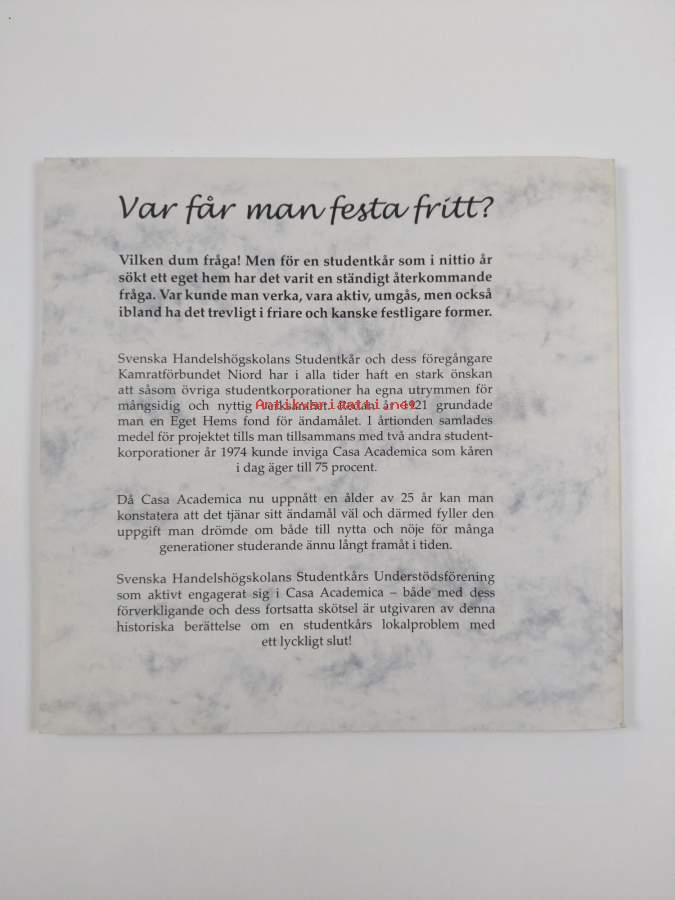 Var får man festa fritt?
Vilken dum fråga! Men för en studentkår som i nittio år
sökt ett eget hem har det varit en ständigt återkommande
fråga. Var kunde man verka, vara aktiv, umgås, men också
ibland ha det trevligt i friare och kanske festligare former.
Svenska Handelshögskolans Studentkår och dess föregångare
Kamratförbundet Niord har i alla tider haft en stark önskan
att såsom övriga studentkorporationer ha egna utrymmen för
mångsidig och nyttig verksamhet. Redan år 1921 grundade
man en Eget Hems fond för ändamålet. I årtionden samlades
medel för projektet tills man tillsammans med två andra student-
korporationer år 1974 kunde inviga Casa Academica som kåren
i dag äger till 75 procent.
Då Casa Academica nu uppnått en ålder av 25 år kan man
konstatera att det tjänar sitt ändamål väl och därmed fyller den
uppgift man drömde om både till nytta och nöje för många
generationer studerande ännu långt framåt i tiden.
Svenska Handelshögskolans Studentkårs Understödsförening
som aktivt engagerat sig i Casa Academica – både med dess
förverkligande och dess fortsatta skötsel är utgivaren av denna
historiska berättelse om en studentkårs lokalproblem med
ett lyckligt slut!